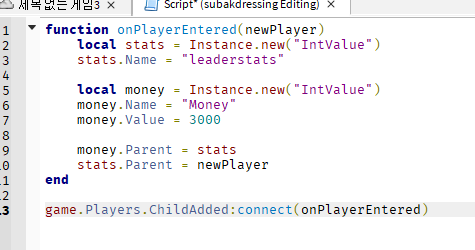 제목 없는 게임3 × Script* (subakdressing Editing) ×
1 function onPlayerEntered(newPlayer)
2 local stats = Instance.new("IntValue")
3 stats.Name = "leaderstats"
4
5 local money = Instance.new("IntValue")
6 money.Name = "Money"
7 money.Value = 3000
8
9 money.Parent = stats
10 stats.Parent = newPlayer
11 end
12
13 game.Players.ChildAdded:connect(onPlayerEntered)